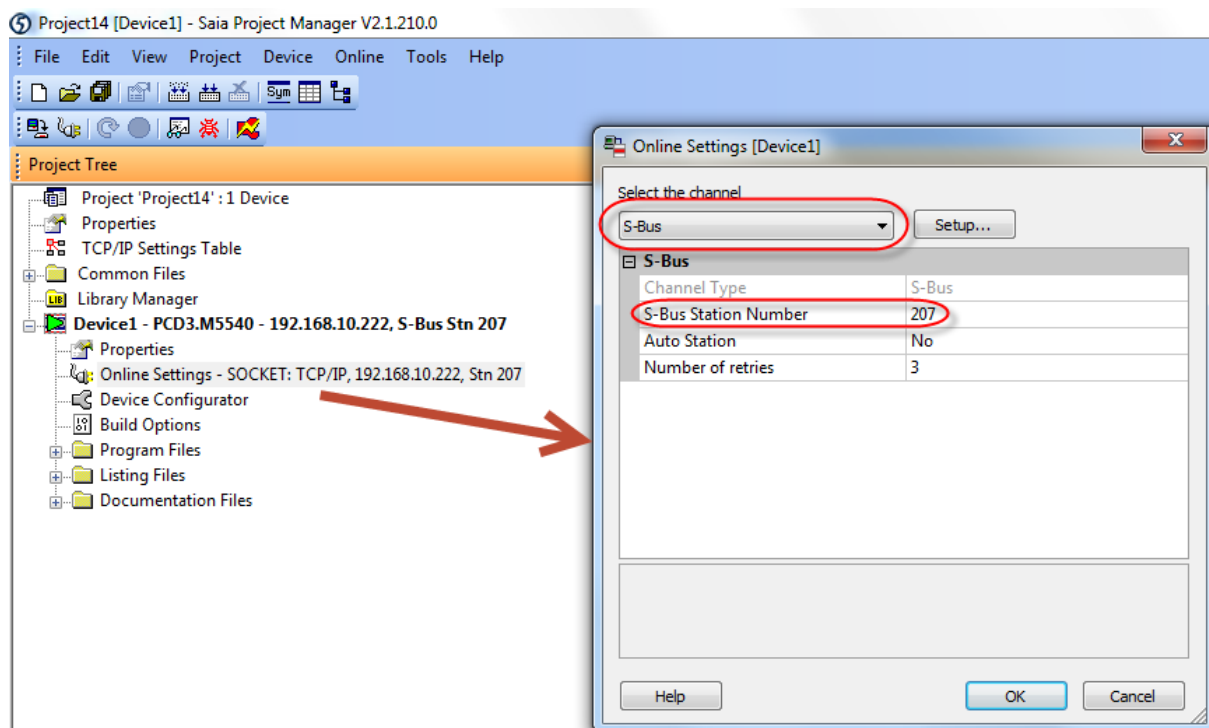 Project14 [Device1] - Saia Project Manager V2.1.210.0
File Edit View Project Device Online Tools Help
Sym
Project Tree
Project 'Project14' : 1 Device
Properties
TCP/IP Settings Table
Common Files
LIB Library Manager
Device1 - PCD3.M5540 - 192.168.10.222, S-Bus Stn 207
Properties
Online Settings - SOCKET: TCP/IP, 192.168.10.222, Stn 207
Device Configurator
Build Options
Program Files
Listing Files
Documentation Files
Online Settings [Device1]
Select the channel
S-Bus Setup...
S-Bus
Channel Type S-Bus
S-Bus Station Number 207
Auto Station No
Number of retries 3
Help OK Cancel